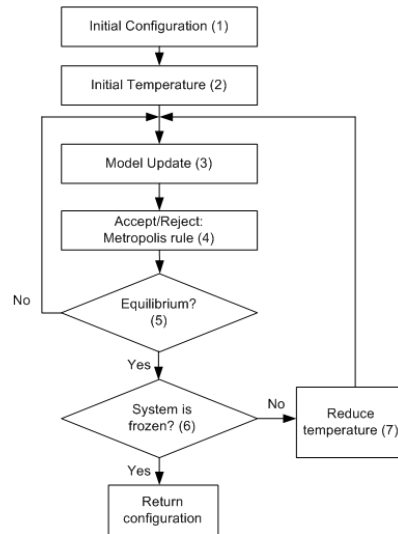 Initial Configuration (1)
Initial Temperature (2)
Model Update (3)
Accept/Reject:
Metropolis rule (4)
No
Equilibrium?
(5)
Yes
System is
frozen? (6)
No
Reduce
temperature (7)
Yes
Return
configuration